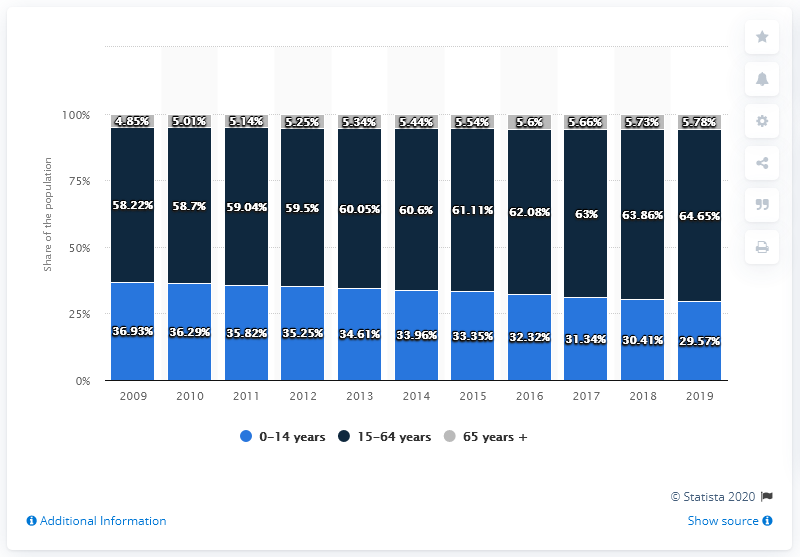 Share of the population
100%
75%
50%
25%
0%
4.85% 5.01% 5.14% 5.25% 5.34% 5.44% 5.54% 5.6% 5.66% 5.73% 5.78%
58.22% 58.7% 59.04% 59.5% 60.05% 60.6% 61.11% 62.08% 63% 63.86% 64.65%
36.93% 36.29% 35.82% 35.25% 34.61% 33.96% 33.35% 32.32% 31.34% 30.41% 29.57%
2009 2010 2011 2012 2013 2014 2015 2016 2017 2018 2019
0-14 years 15-64 years 65 years +
© Statista 2020
Additional Information
Show source